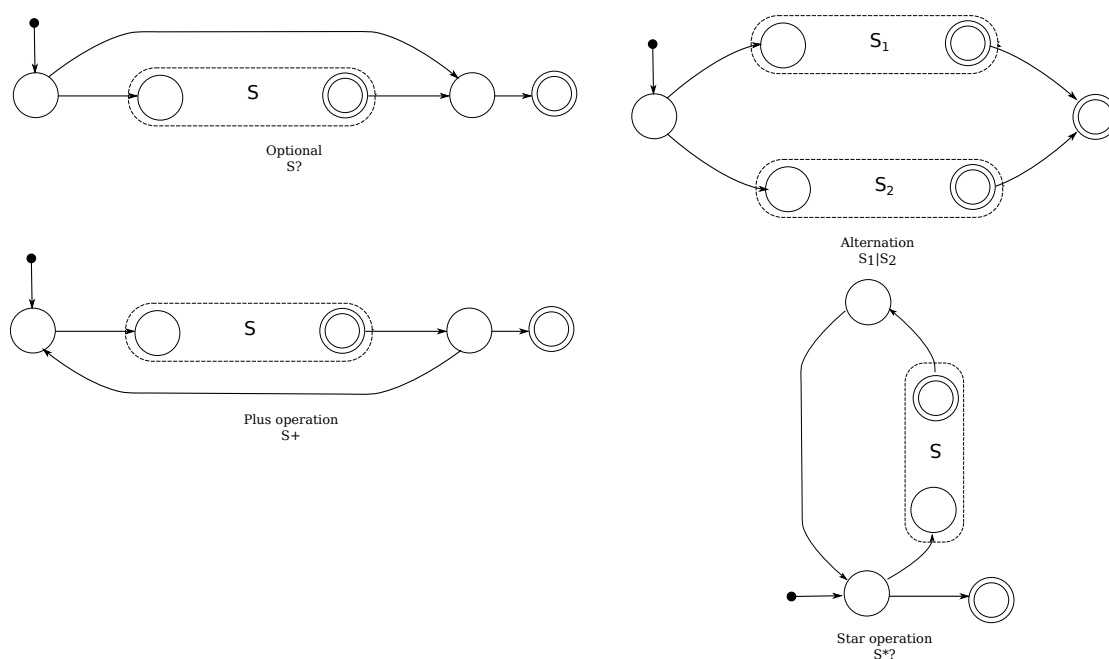 S
Optional
S?
S₁
S₂
Alternation
S₁|S₂
S
Plus operation
S+
S
Star operation
S*?